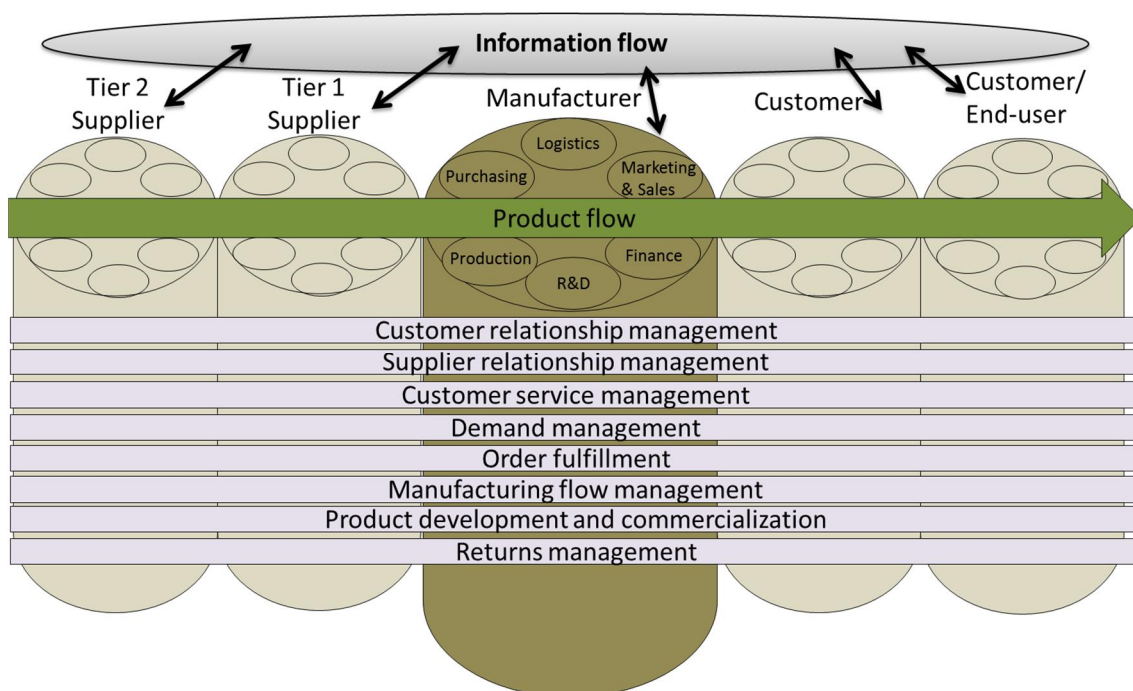 Information flow
Tier 2
Supplier
Tier 1
Supplier
Manufacturer
Customer
Customer/
End-user
Logistics
Purchasing
Marketing
& Sales
Product flow
Production
Finance
R&D
Customer relationship management
Supplier relationship management
Customer service management
Demand management
Order fulfillment
Manufacturing flow management
Product development and commercialization
Returns management